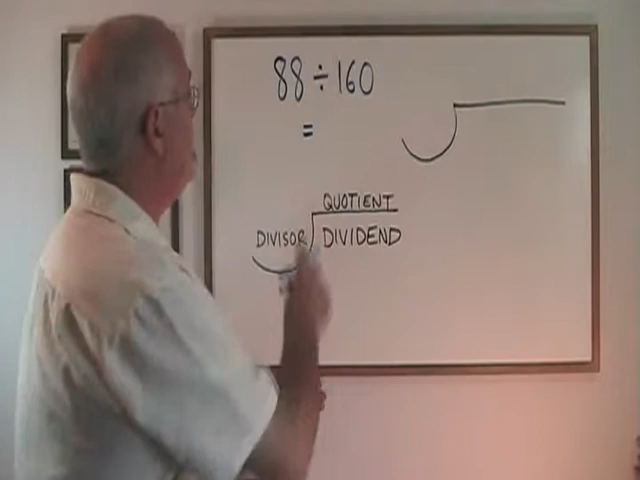 88 ÷ 160
=
QUOTIENT
DIVISOR DIVIDEND